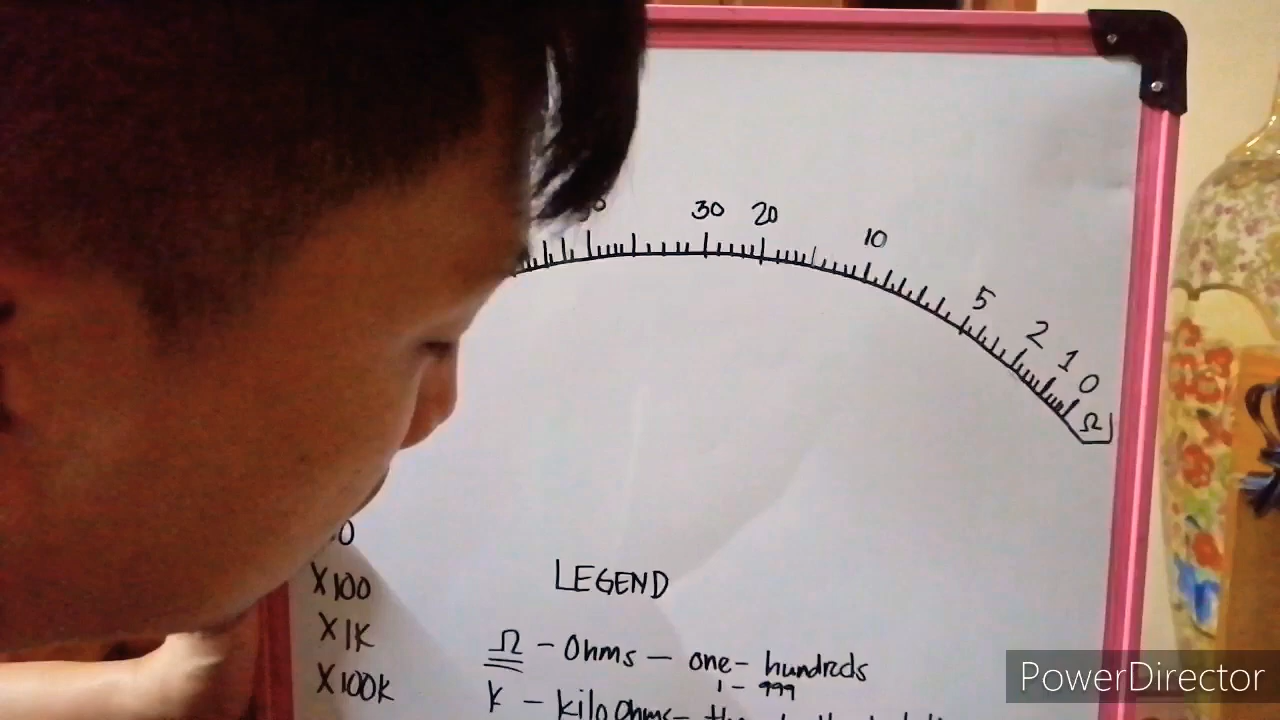 30 20
10
5
2
1
0
Ω
X100
X1K
X100K
LEGEND
Ω - Ohms - one - hundreds
1 - 999
K - kilo Ohms -
PowerDirector